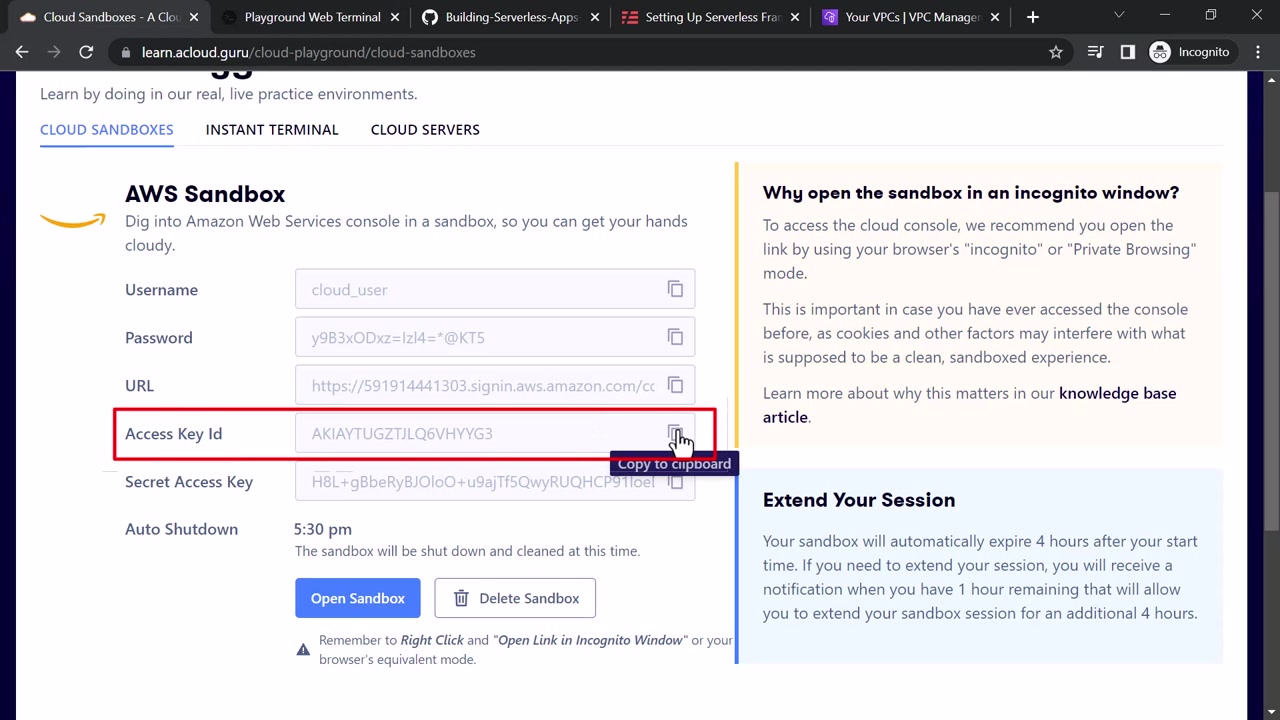 Cloud Sandboxes - A Clou
Playground Web Terminal
Building-Serverless-Apps-
Setting Up Serverless Fra
Your VPCs | VPC Manager
learn.acloud.guru/cloud-playground/cloud-sandboxes
Incognito
Learn by doing in our real, live practice environments.
CLOUD SANDBOXES
INSTANT TERMINAL
CLOUD SERVERS
AWS Sandbox
Dig into Amazon Web Services console in a sandbox, so you can get your hands
cloudy.
Username
cloud_user
Password
y9B3xODxz=Izl4=*@KT5
URL
https://591914441303.signin.aws.amazon.com/cc
Access Key Id
AKIAYTUGZTJLQ6VHYYG3
Copy to clipboard
Secret Access Key
H8L+gBbeRyBJOIoO+u9ajTf5QwyRUQHCP91Ioel
Auto Shutdown
5:30 pm
The sandbox will be shut down and cleaned at this time.
Open Sandbox
Delete Sandbox
Remember to Right Click and "Open Link in Incognito Window" or your
browser's equivalent mode.
Why open the sandbox in an incognito window?
To access the cloud console, we recommend you open the
link by using your browser's "incognito" or "Private Browsing"
mode.
This is important in case you have ever accessed the console
before, as cookies and other factors may interfere with what
is supposed to be a clean, sandboxed experience.
Learn more about why this matters in our knowledge base
article.
Extend Your Session
Your sandbox will automatically expire 4 hours after your start
time. If you need to extend your session, you will receive a
notification when you have 1 hour remaining that will allow
you to extend your sandbox session for an additional 4 hours.